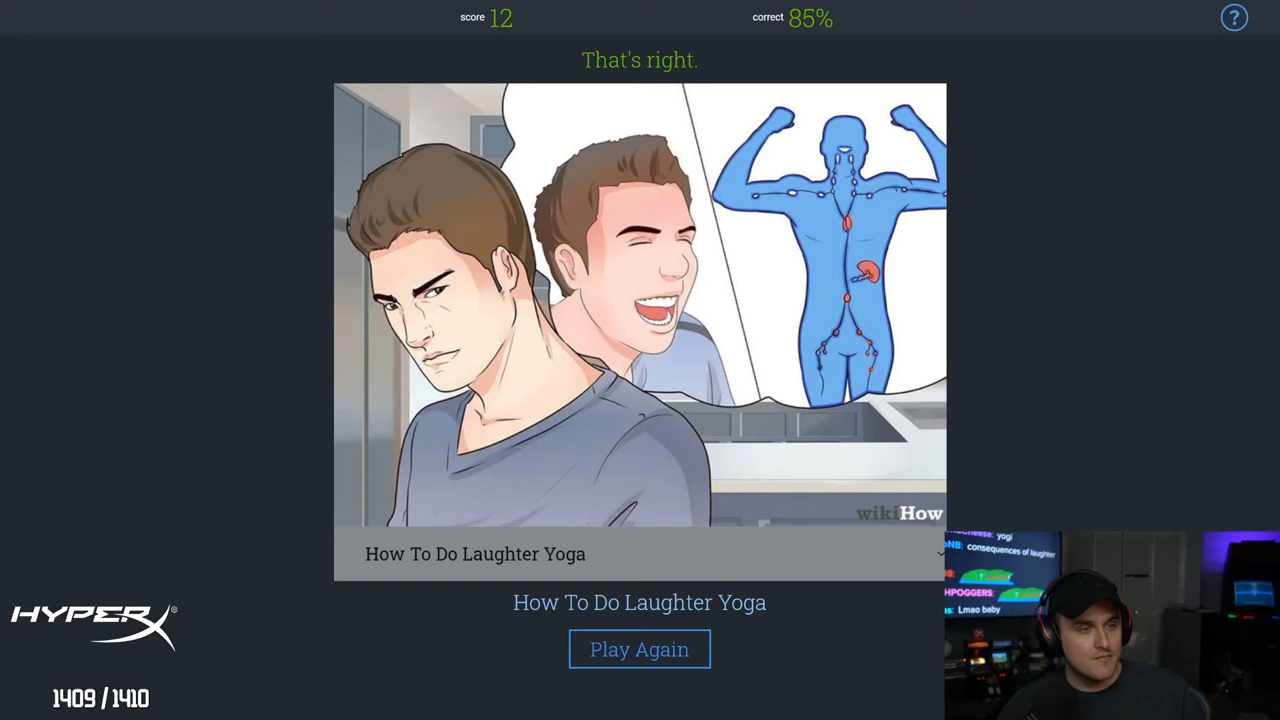 score 12
correct 85%
?
That's right.
wikiHow
How To Do Laughter Yoga
How To Do Laughter Yoga
Play Again
yogi
consequences of laughter
HPOGGERS:
Lmao baby
HYPERX®
1409 / 1410